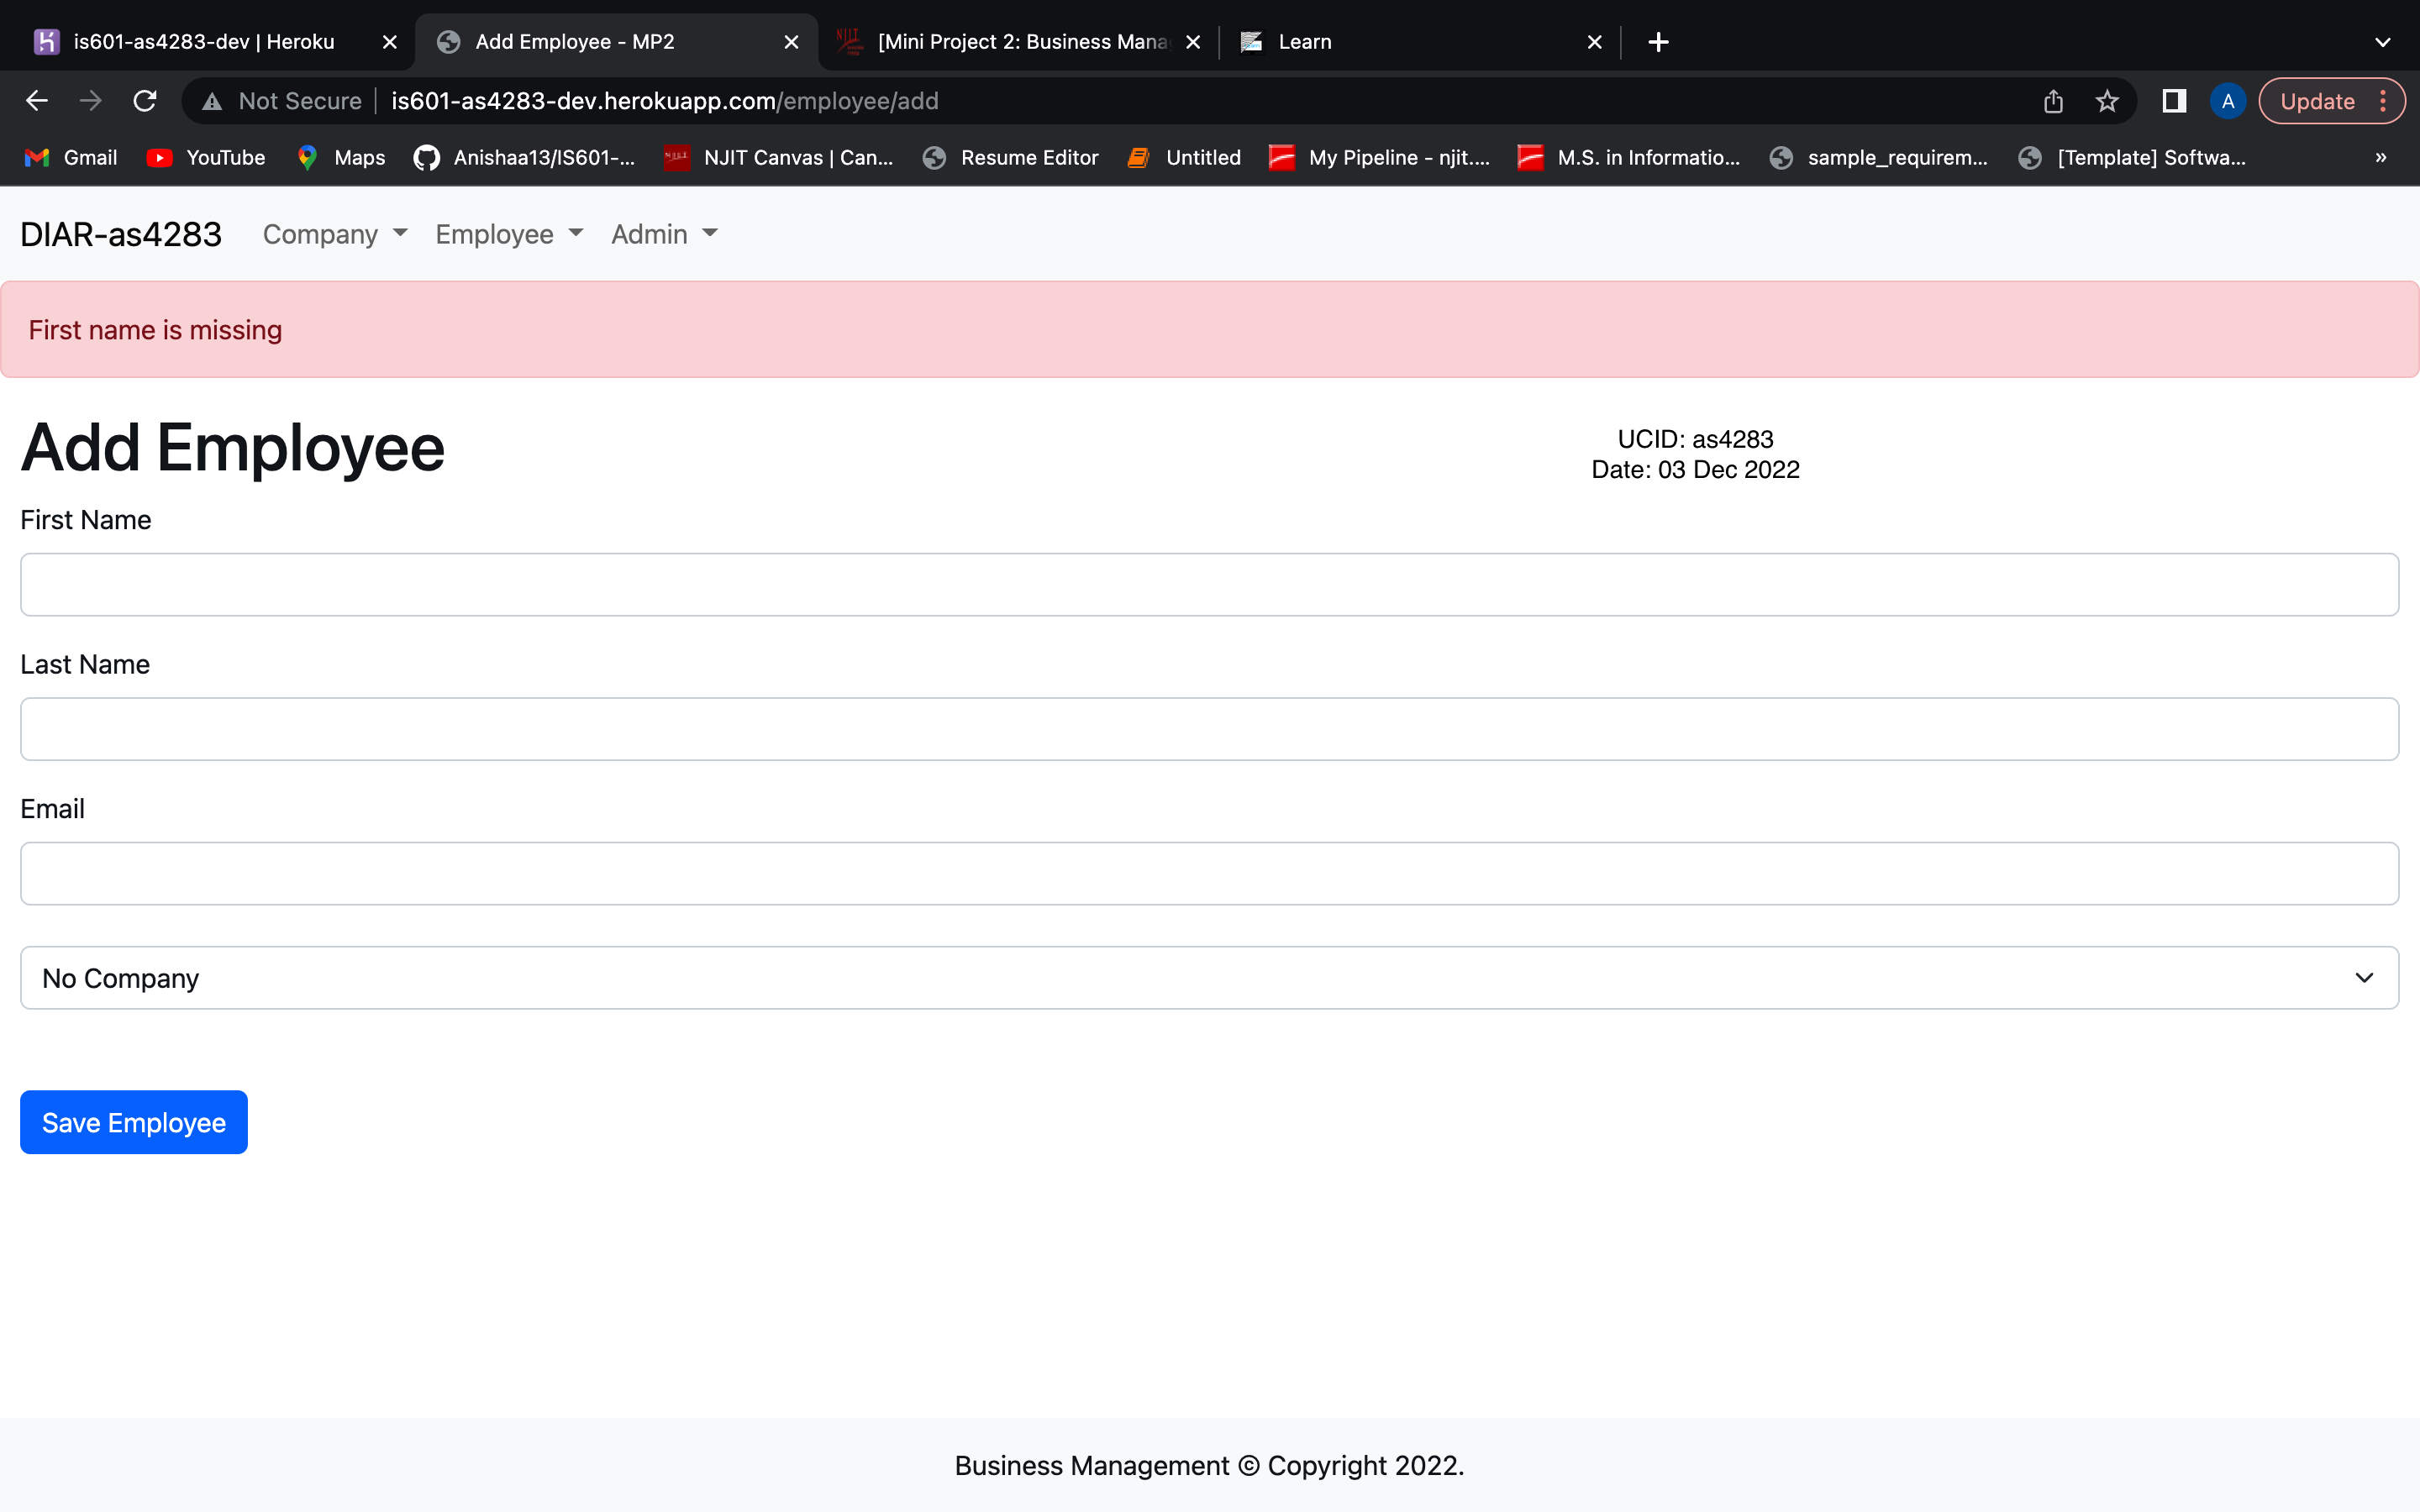 is601-as4283-dev | Heroku
Add Employee - MP2
[Mini Project 2: Business Mana
Learn
Not Secure is601-as4283-dev.herokuapp.com/employee/add
A
Update
Gmail YouTube Maps Anishaa13/IS601-... NJIT Canvas | Can... Resume Editor Untitled My Pipeline - njit.... M.S. in Informatio... sample_requirem... [Template] Softwa... »
DIAR-as4283 Company Employee Admin
First name is missing
Add Employee
UCID: as4283
Date: 03 Dec 2022
First Name
Last Name
Email
No Company
Save Employee
Business Management © Copyright 2022.